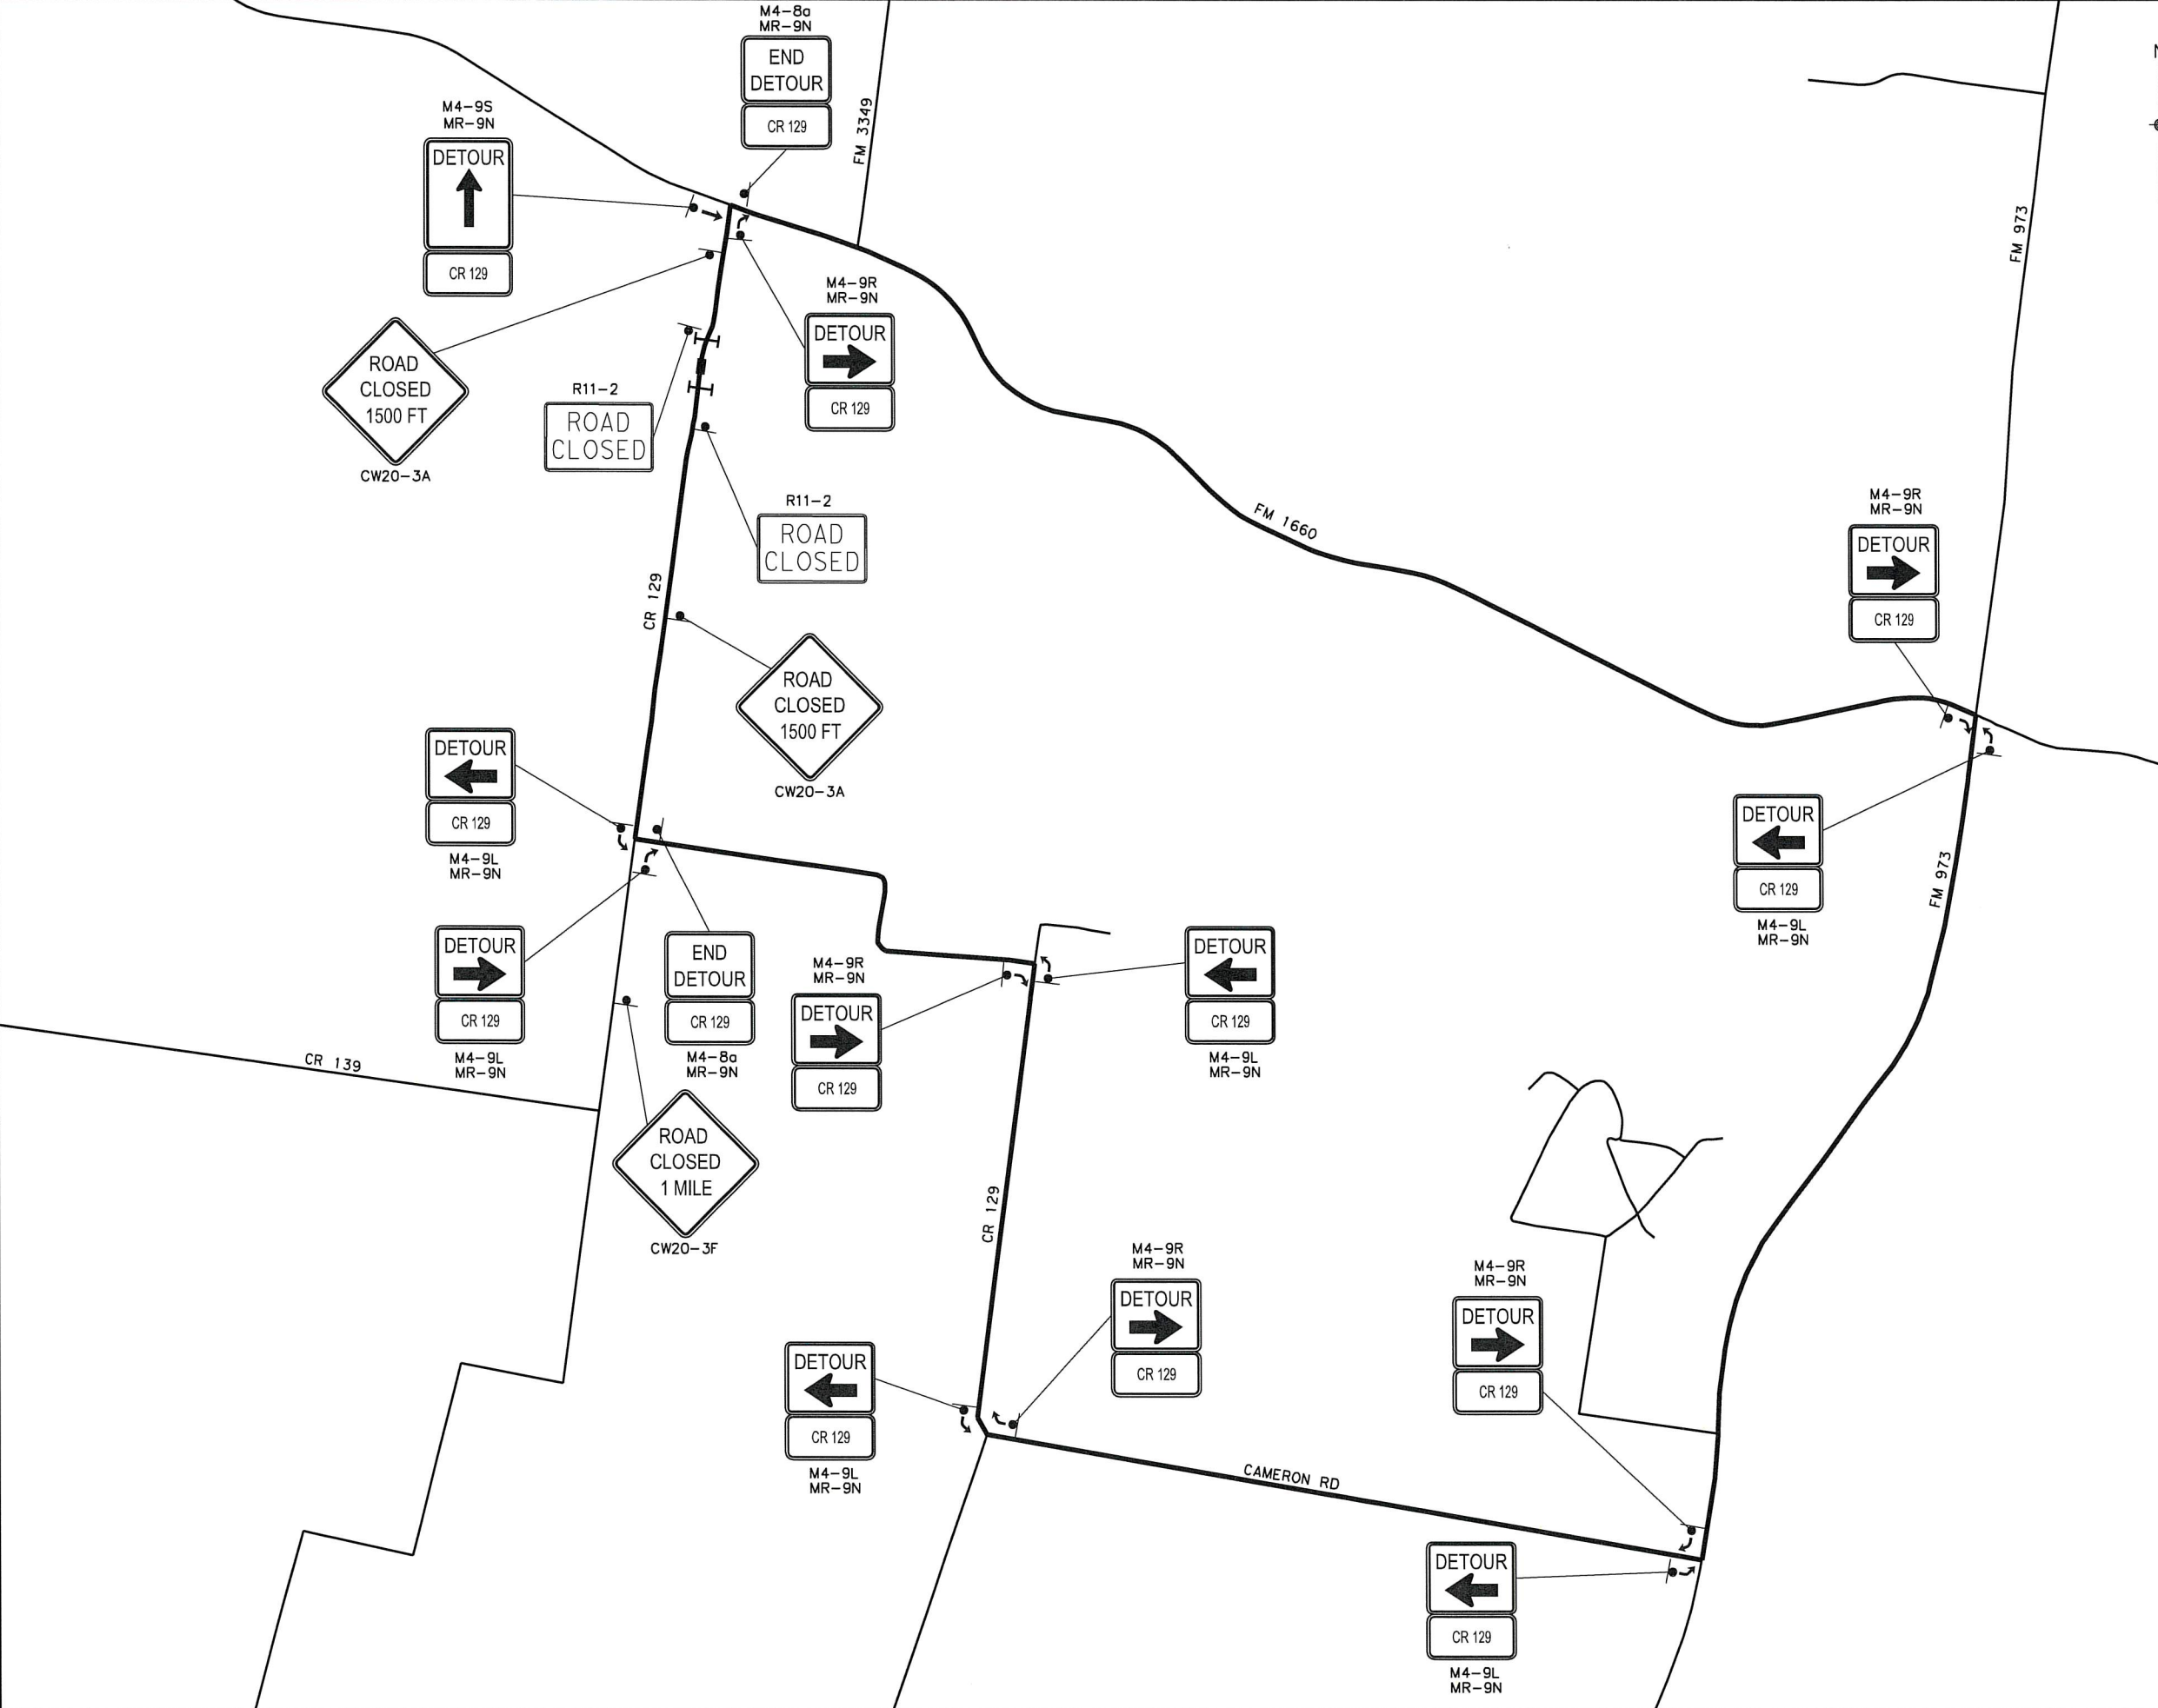 M4-8a
MR-9N
END
DETOUR
CR 129
FM 3349
M4-9S
MR-9N
DETOUR
CR 129
FM 973
M4-9R
MR-9N
DETOUR
CR 129
ROAD
CLOSED
1500 FT
CW20-3A
R11-2
ROAD
CLOSED
R11-2
ROAD
CLOSED
FM 1660
M4-9R
MR-9N
DETOUR
CR 129
CR 129
ROAD
CLOSED
1500 FT
CW20-3A
DETOUR
CR 129
M4-9L
MR-9N
DETOUR
CR 129
M4-9L
MR-9N
FM 973
DETOUR
CR 129
M4-9L
MR-9N
END
DETOUR
CR 129
M4-8a
MR-9N
M4-9R
MR-9N
DETOUR
CR 129
DETOUR
CR 129
M4-9L
MR-9N
CR 139
ROAD
CLOSED
1 MILE
CW20-3F
CR 129
M4-9R
MR-9N
DETOUR
CR 129
M4-9R
MR-9N
DETOUR
CR 129
DETOUR
CR 129
M4-9L
MR-9N
CAMERON RD
DETOUR
CR 129
M4-9L
MR-9N